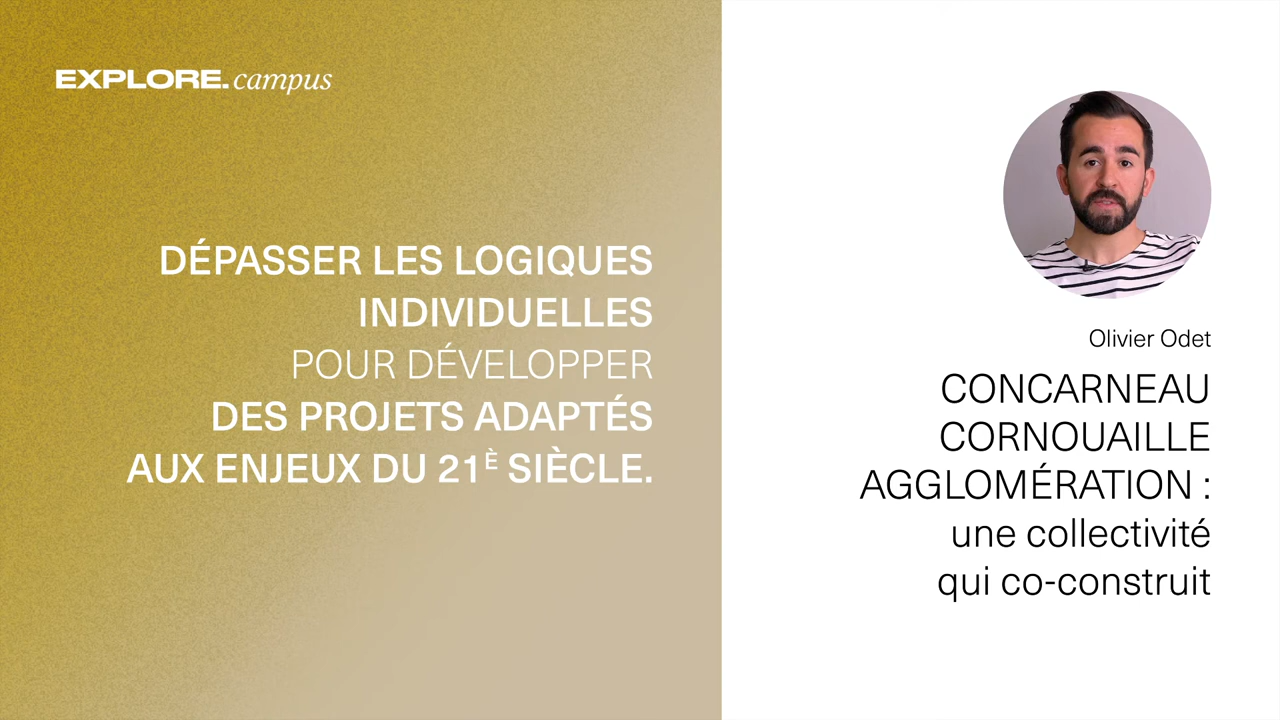 EXPLORE.campus
DÉPASSER LES LOGIQUES
INDIVIDUELLES
POUR DÉVELOPPER
DES PROJETS ADAPTÉS
AUX ENJEUX DU 21È SIÈCLE.
Olivier Odet
CONCARNEAU
CORNOUAILLE
AGGLOMÉRATION :
une collectivité
qui co-construit